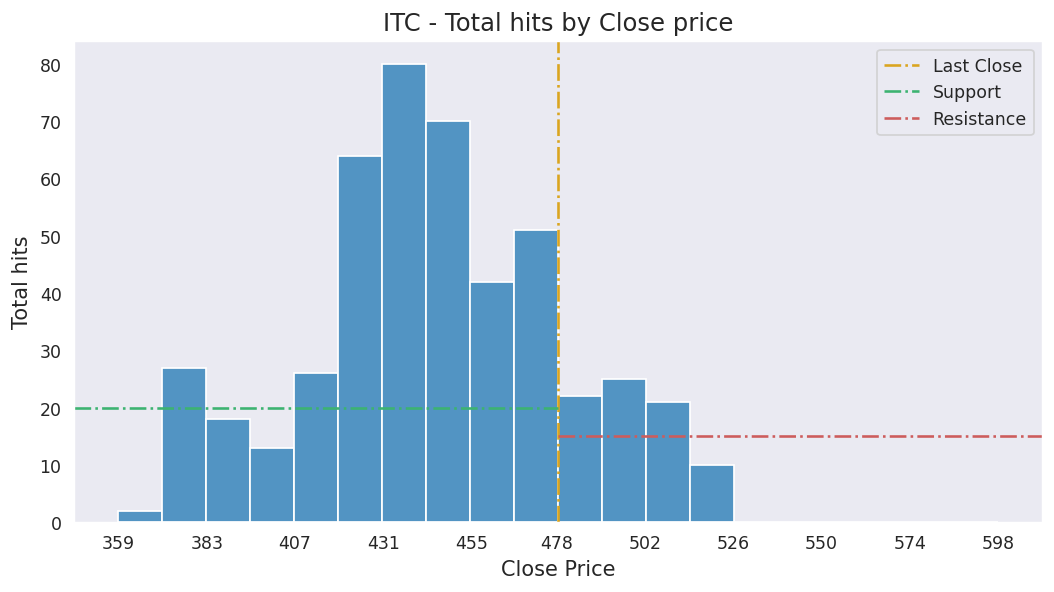 ITC - Total hits by Close price
Last Close
Support
Resistance
80
70
60
50
40
30
20
10
0
Total hits
359 383 407 431 455 478 502 526 550 574 598
Close Price